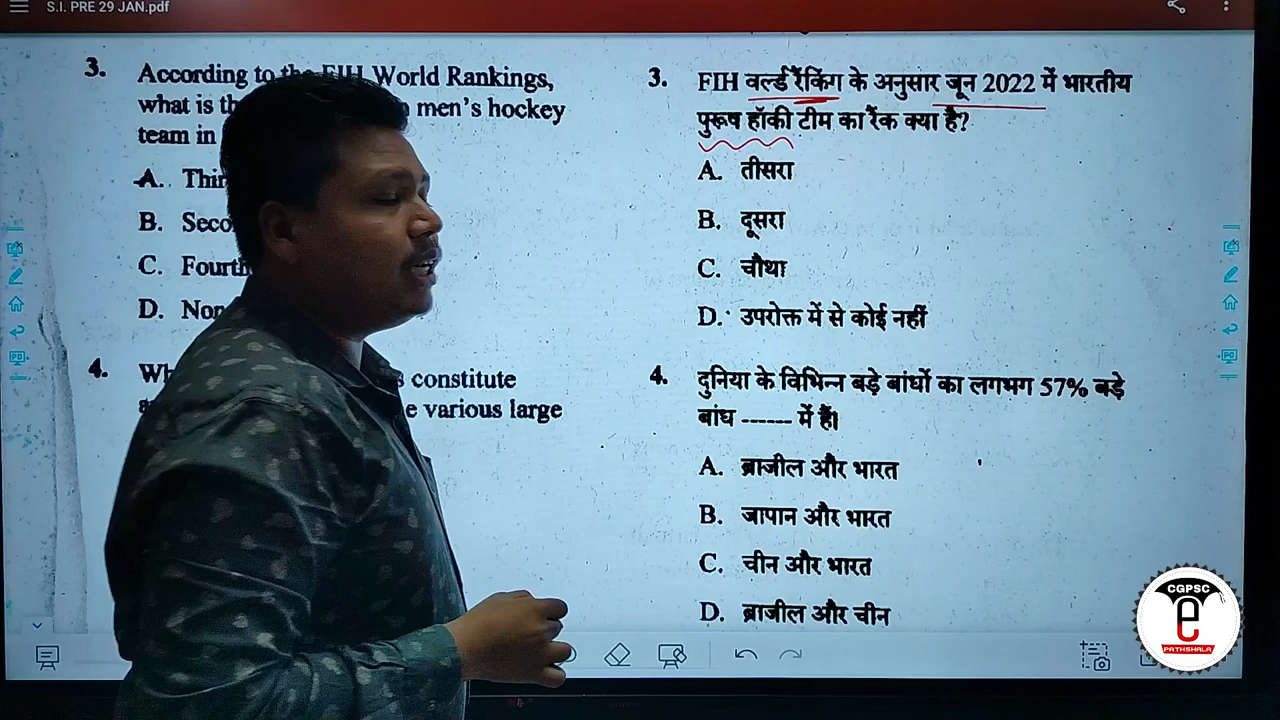 S.I. PRE 29 JAN.pdf
3. According to the FIH World Rankings,
what is th men's hockey
team in
A. Thir
B. Seco
C. Fourth
D. Non
4. Wh s constitute
e various large
3. FIH वर्ल्ड रैंकिंग के अनुसार जून 2022 में भारतीय
पुरूष हॉकी टीम का रैंक क्या है?
A. तीसरा
B. दूसरा
C. चौथा
D. उपरोक्त में से कोई नहीं
4. दुनिया के विभिन्न बड़े बांधों का लगभग 57% बड़े
बांध ------ में हैं।
A. ब्राजील और भारत
B. जापान और भारत
C. चीन और भारत
D. ब्राजील और चीन
CGPSC
e
PATHSHALA